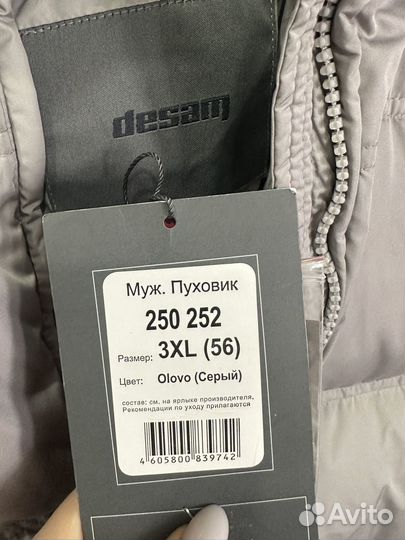 desam
Муж. Пуховик
250 252
Размер: 3XL (56)
Цвет: Olovo (Серый)
состав: см. на ярлыке производителя.
Рекомендации по уходу прилагаются
4 605800 839742
Avito